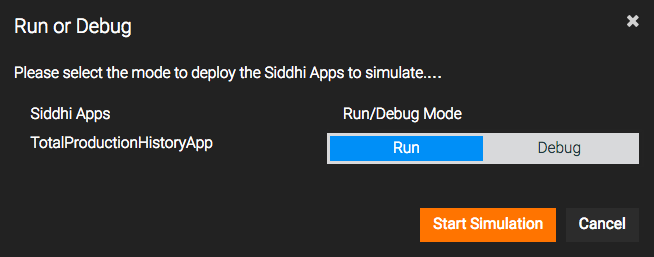 Run or Debug
Please select the mode to deploy the Siddhi Apps to simulate....
Siddhi Apps Run/Debug Mode
TotalProductionHistoryApp Run Debug
Start Simulation Cancel